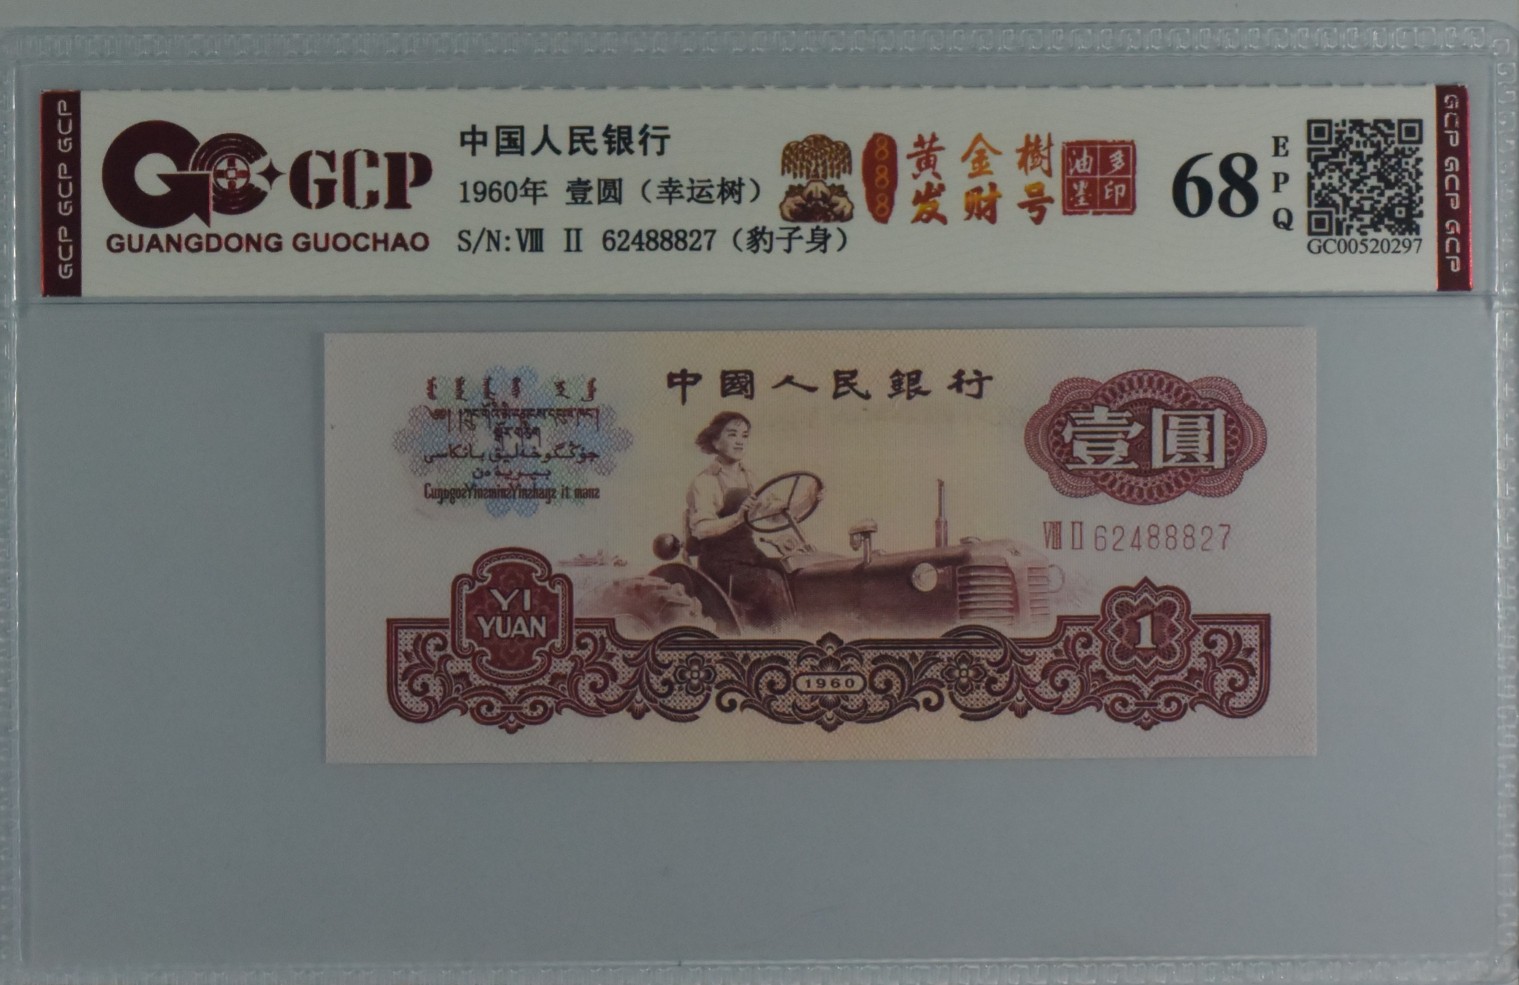 GCP GCP GCP
GCP
GUANGDONG GUOCHAO
中国人民银行
1960年 壹圆（幸运树）
S/N:Ⅷ Ⅱ 62488827（豹子身）
888
黄金樹
发财号
多印
油墨
68
EPQ
GC00520297
GCP GCP GCP
中國人民銀行
壹圓
Ⅷ Ⅱ 62488827
YI
YUAN
1960
1